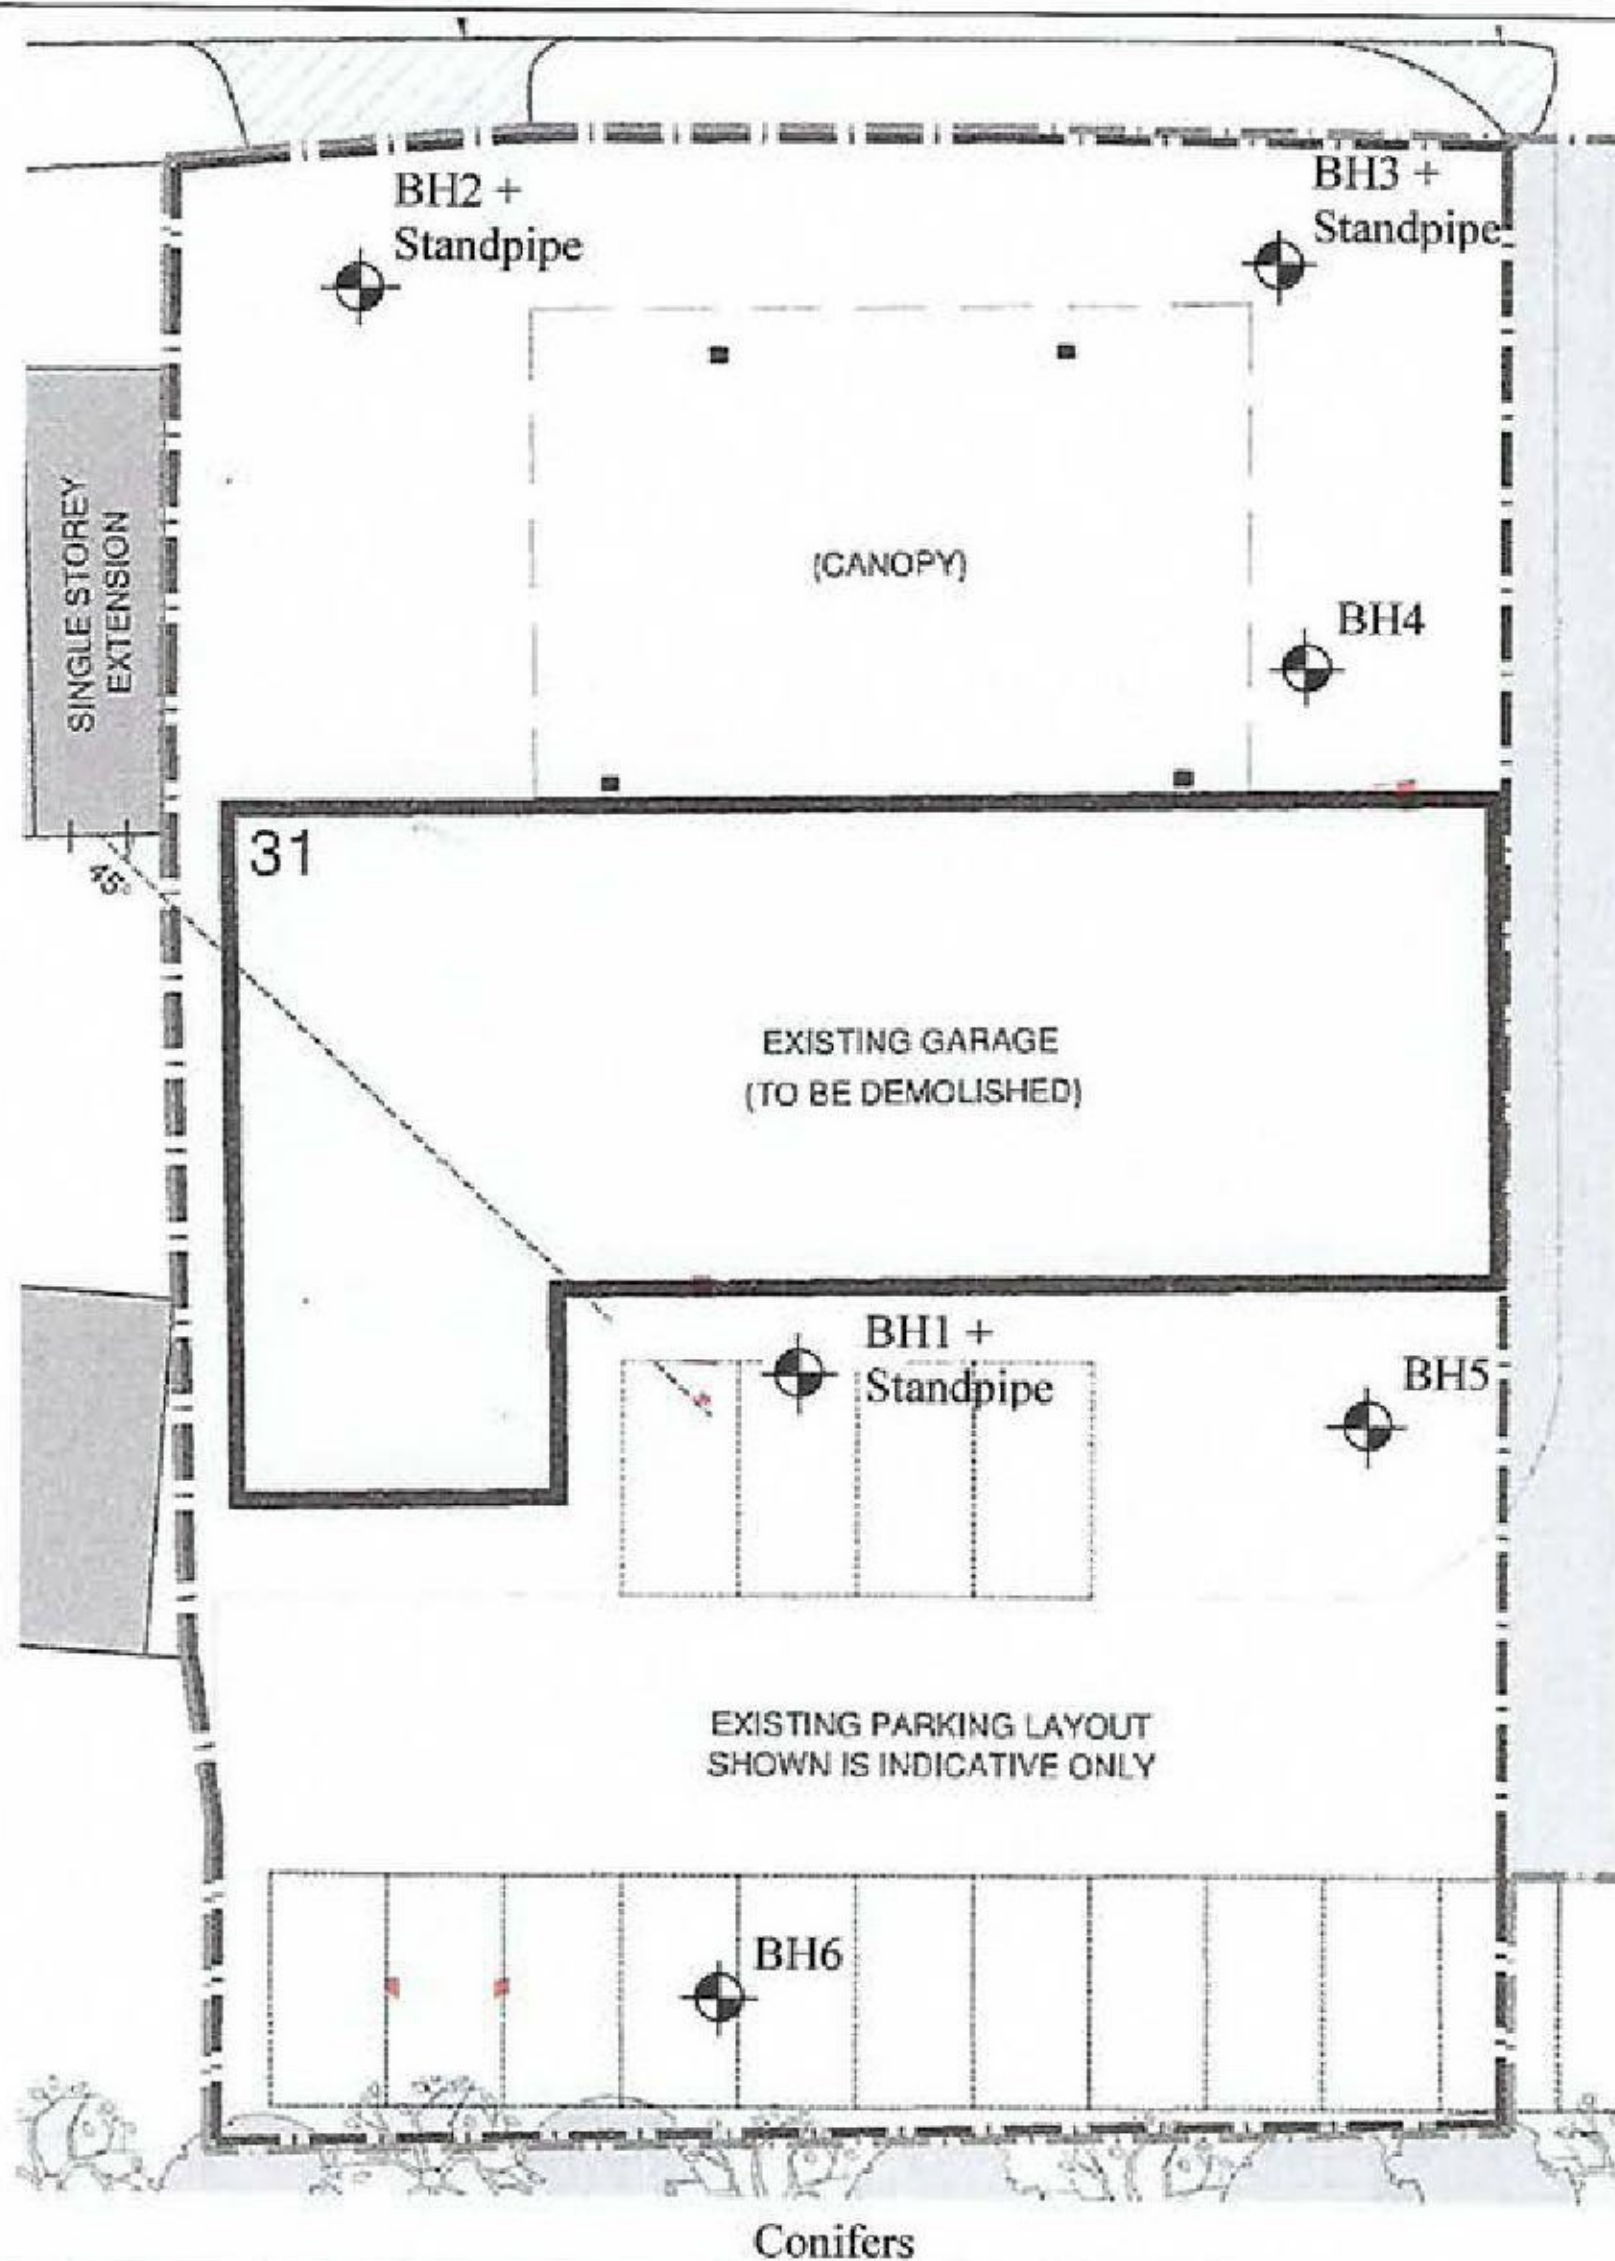 BH2 +
Standpipe
BH3 +
Standpipe
SINGLE STOREY
EXTENSION
(CANOPY)
BH4
31
45°
EXISTING GARAGE
(TO BE DEMOLISHED)
BH1 +
Standpipe
BH5
EXISTING PARKING LAYOUT
SHOWN IS INDICATIVE ONLY
BH6
Conifers